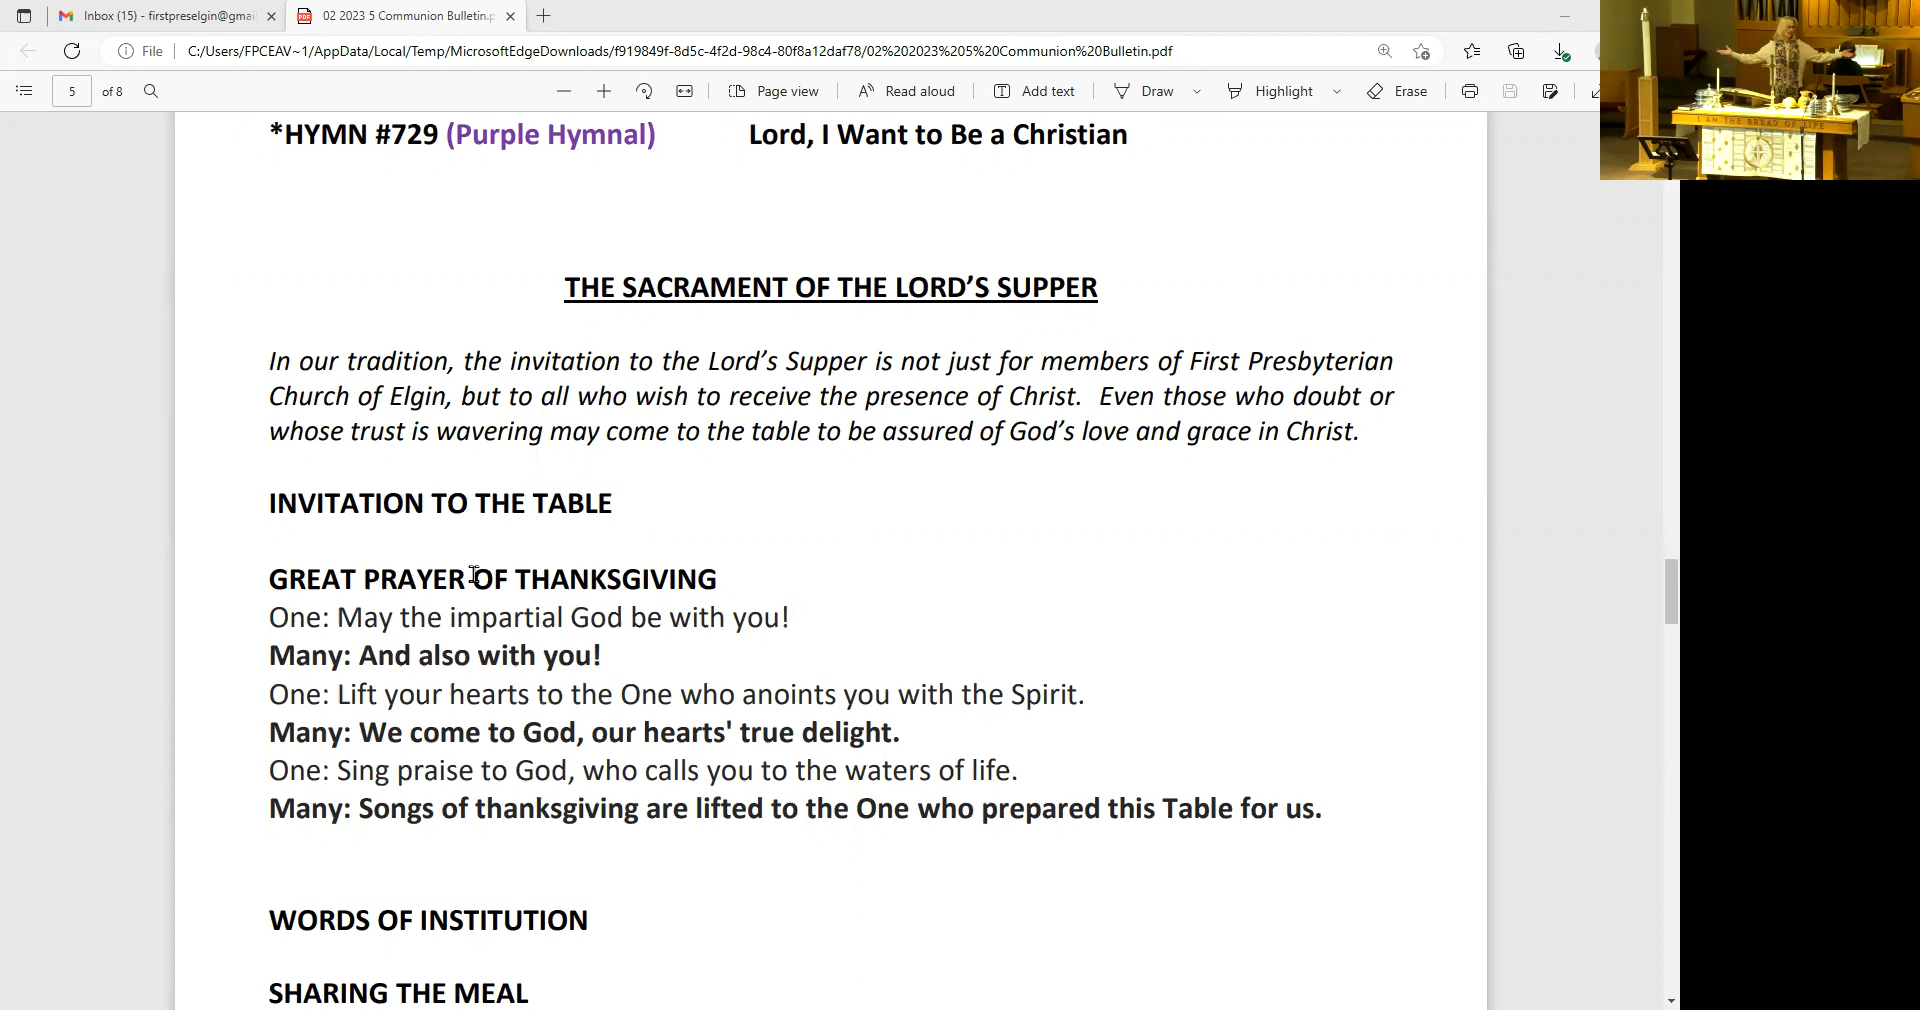 Inbox (15) - firstpreselgin@gmai
02 2023 5 Communion Bulletin.p
File
C:/Users/FPCEAV~1/AppData/Local/Temp/MicrosoftEdgeDownloads/f919849f-8d5c-4f2d-98c4-80f8a12daf78/02%202023%205%20Communion%20Bulletin.pdf
5 of 8
Page view
Read aloud
Add text
Draw
Highlight
Erase
*HYMN #729 (Purple Hymnal) Lord, I Want to Be a Christian
THE SACRAMENT OF THE LORD’S SUPPER
In our tradition, the invitation to the Lord’s Supper is not just for members of First Presbyterian
Church of Elgin, but to all who wish to receive the presence of Christ.  Even those who doubt or
whose trust is wavering may come to the table to be assured of God’s love and grace in Christ.
INVITATION TO THE TABLE
GREAT PRAYER OF THANKSGIVING
One: May the impartial God be with you!
Many: And also with you!
One: Lift your hearts to the One who anoints you with the Spirit.
Many: We come to God, our hearts' true delight.
One: Sing praise to God, who calls you to the waters of life.
Many: Songs of thanksgiving are lifted to the One who prepared this Table for us.
WORDS OF INSTITUTION
SHARING THE MEAL
I AM THE BREAD OF LIFE